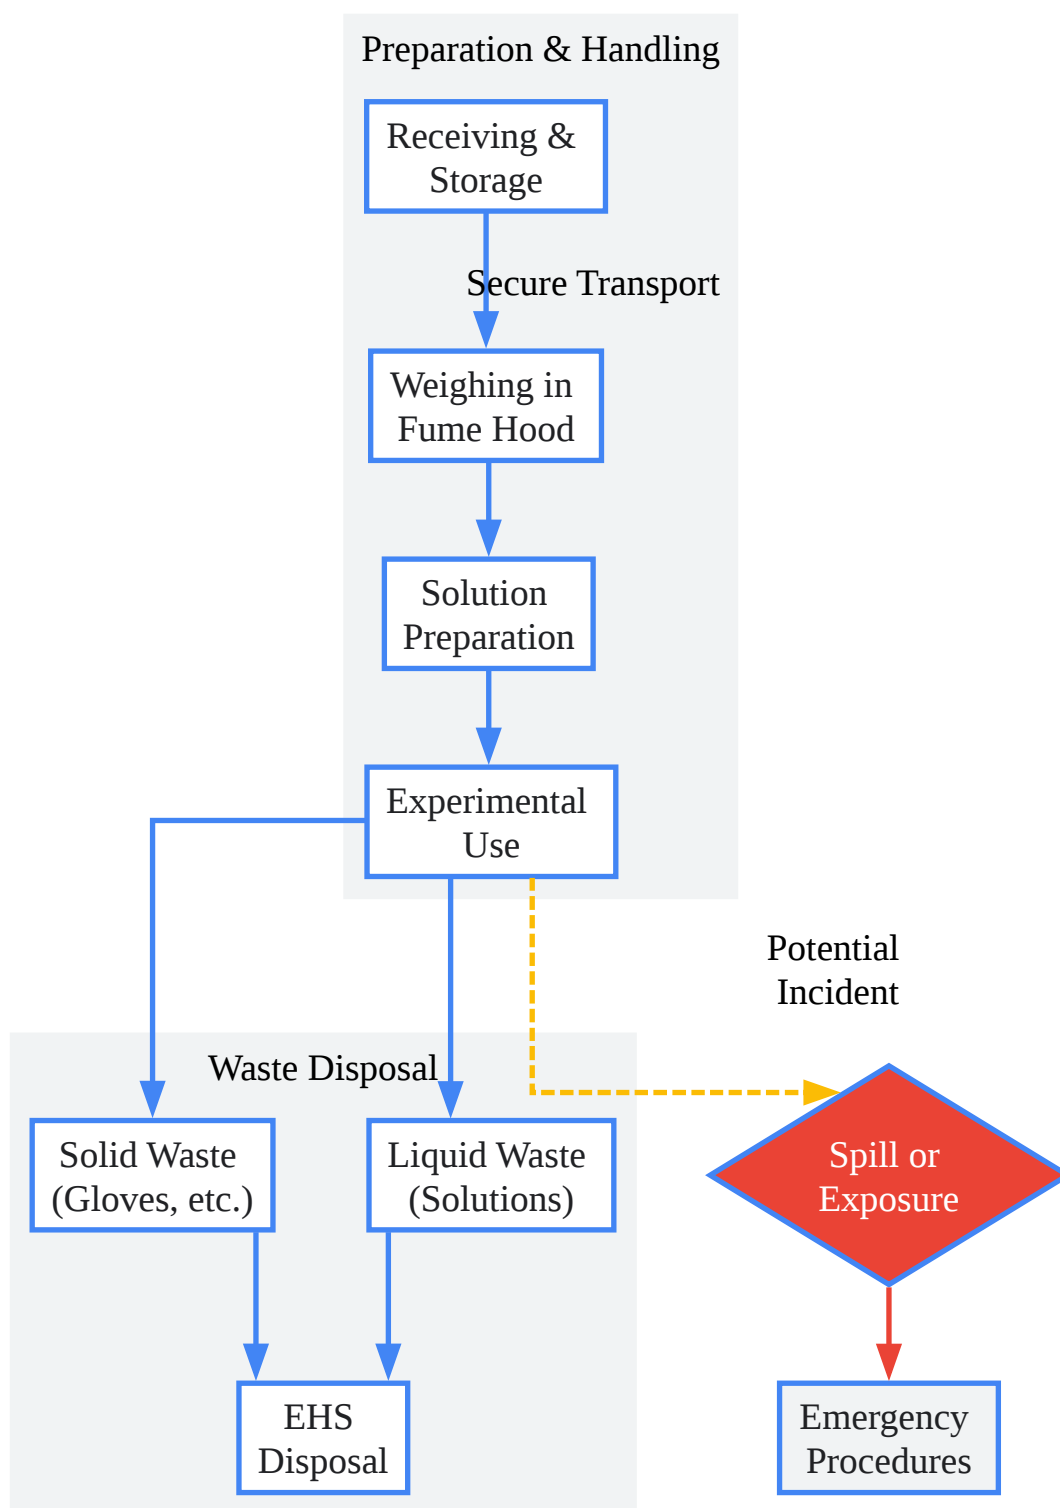 Preparation & Handling
Receiving &
Storage
Secure Transport
Weighing in
Fume Hood
Solution
Preparation
Experimental
Use
Potential
Incident
Waste Disposal
Solid Waste
(Gloves, etc.)
Liquid Waste
(Solutions)
Spill or
Exposure
EHS
Disposal
Emergency
Procedures